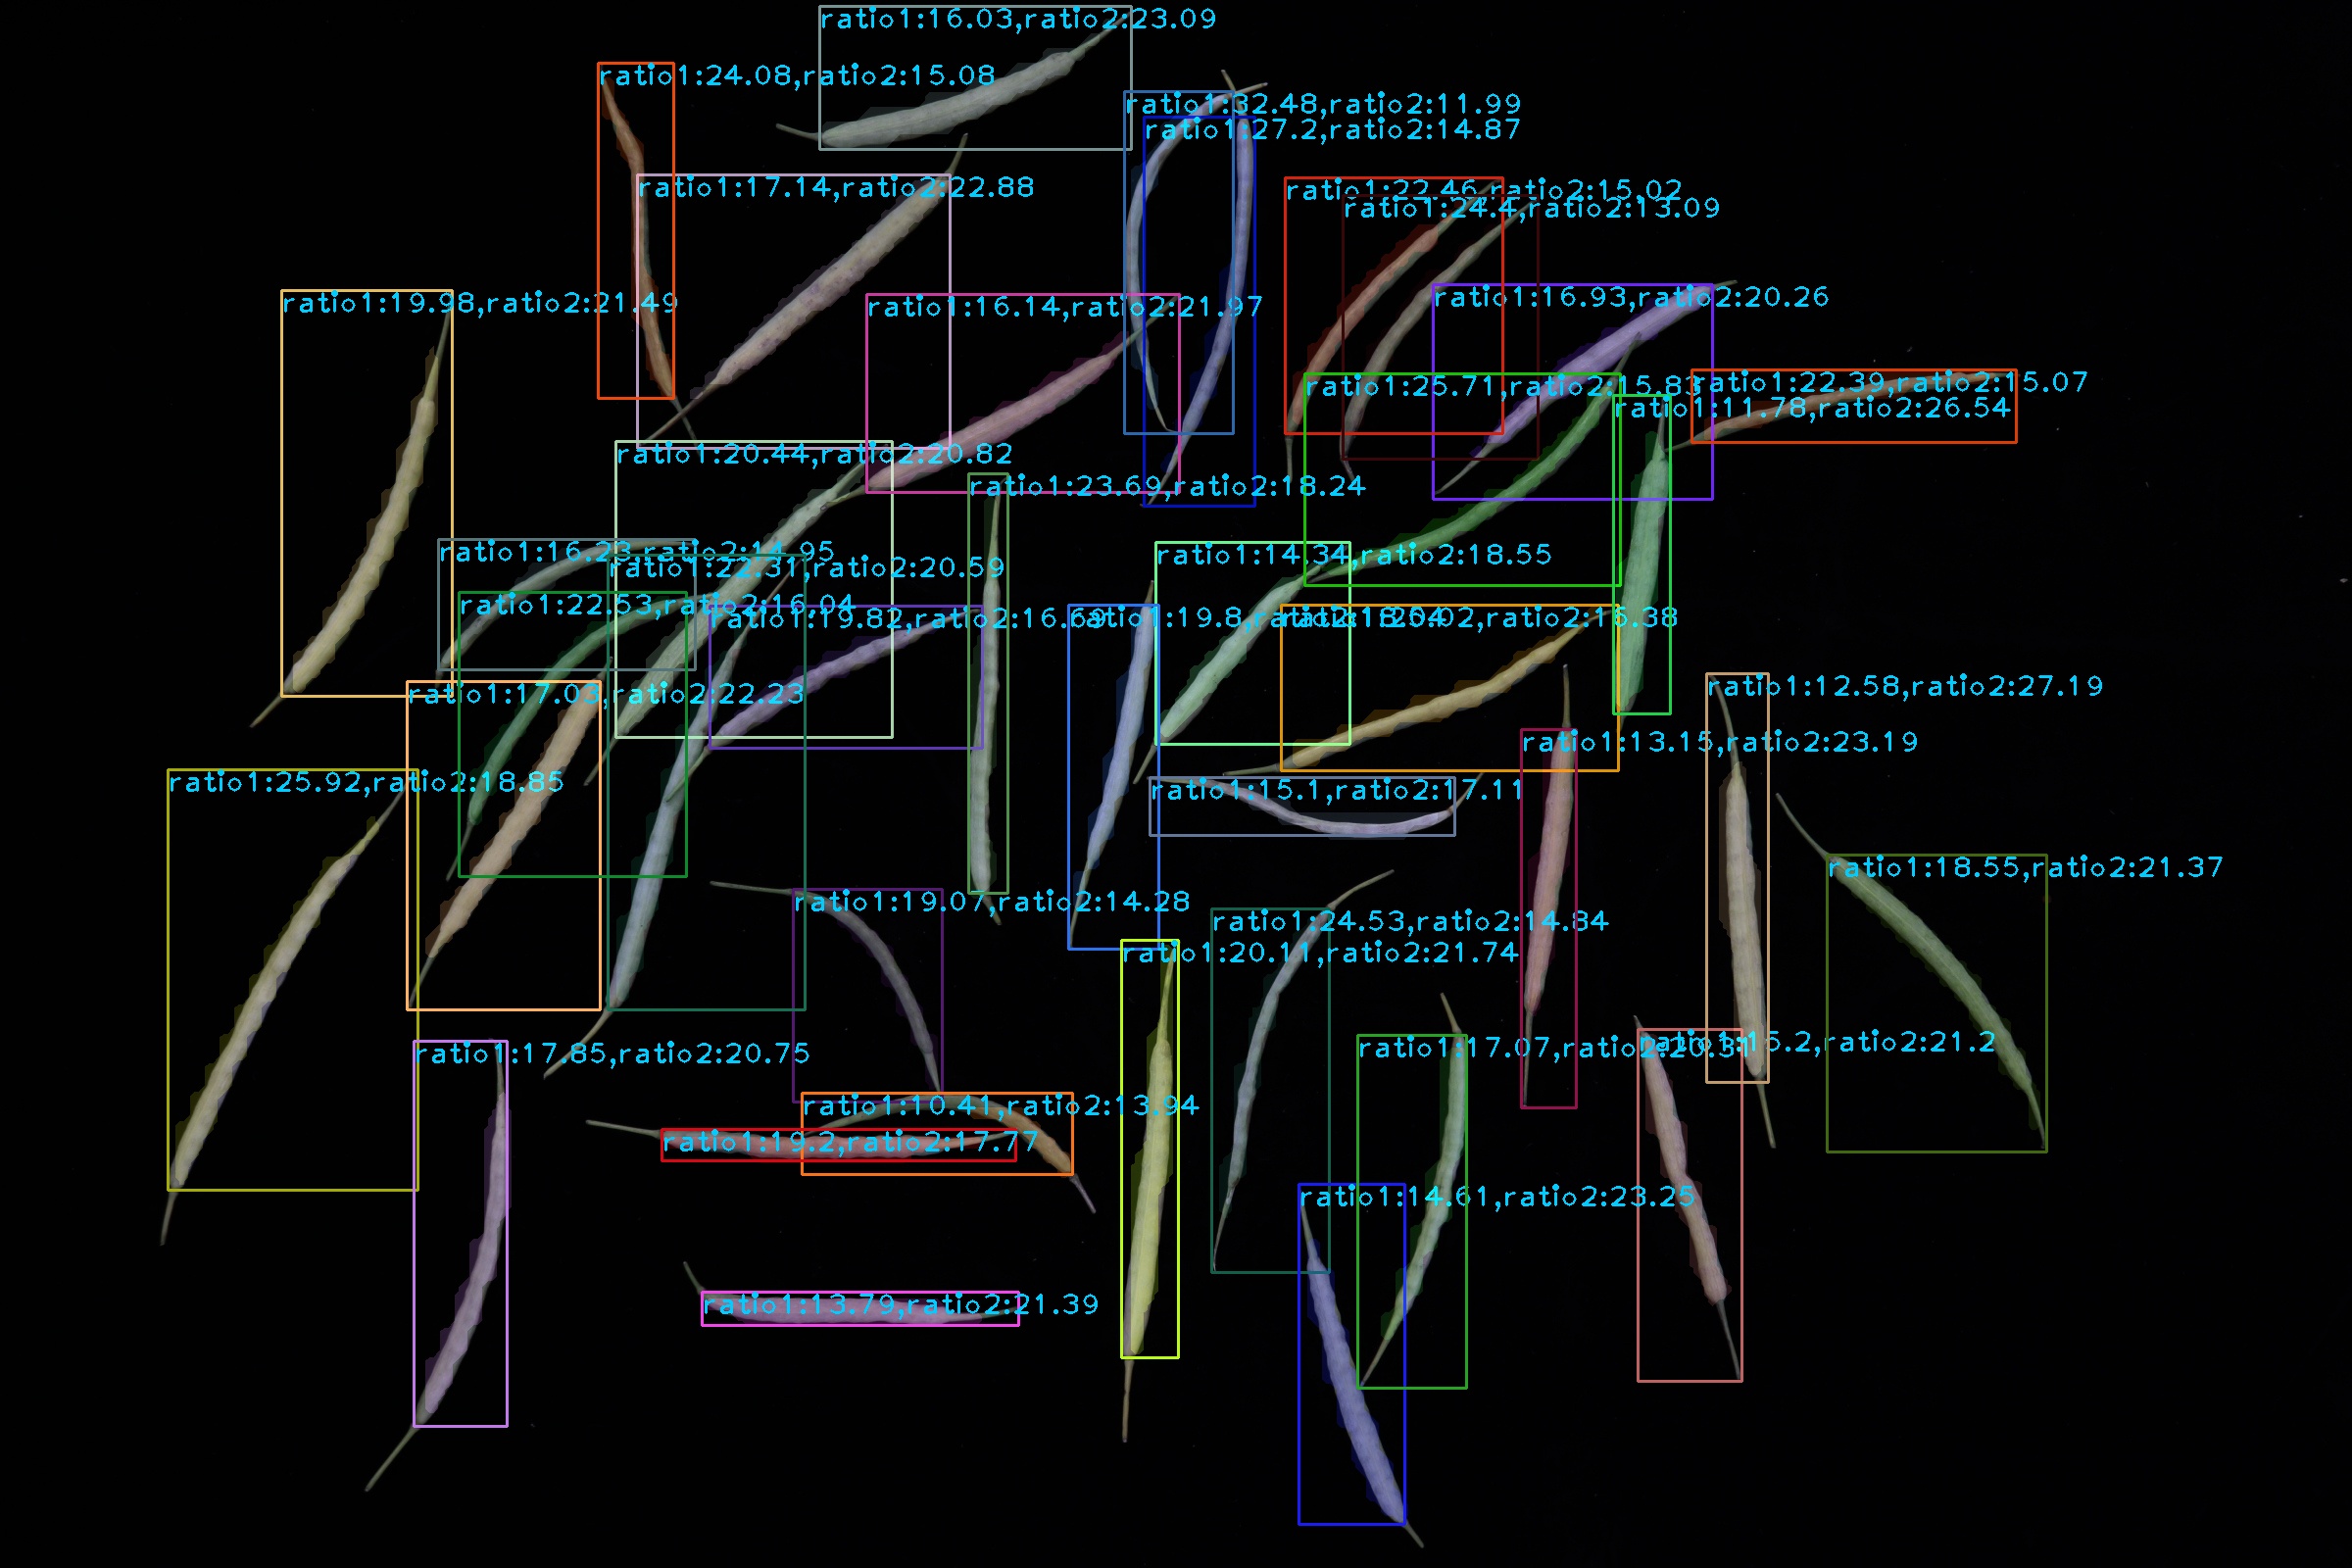 ratio1:16.03,ratio2:23.09
ratio1:24.08,ratio2:15.08
ratio1:32.48,ratio2:11.99
ratio1:27.2,ratio2:14.87
ratio1:17.14,ratio2:22.88
ratio1:22.46,ratio2:15.02
ratio1:24.4,ratio2:13.09
ratio1:19.98,ratio2:21.49
ratio1:16.14,ratio2:21.97
ratio1:16.93,ratio2:20.26
ratio1:25.71,ratio2:15.83
ratio1:22.39,ratio2:15.07
ratio1:11.78,ratio2:26.54
ratio1:20.44,ratio2:20.82
ratio1:23.69,ratio2:18.24
ratio1:16.23,ratio2:14.95
ratio1:14.34,ratio2:18.55
ratio1:22.31,ratio2:20.59
ratio1:22.53,ratio2:16.04
ratio1:19.82,ratio2:16.69
ratio1:19.8,ratio2:18.54
ratio2:16.38
ratio1:17.03,ratio2:22.23
ratio1:12.58,ratio2:27.19
ratio1:13.15,ratio2:23.19
ratio1:25.92,ratio2:18.85
ratio1:15.1,ratio2:17.11
ratio1:18.55,ratio2:21.37
ratio1:19.07,ratio2:14.28
ratio1:24.53,ratio2:14.84
ratio1:20.11,ratio2:21.74
ratio1:17.85,ratio2:20.75
ratio1:17.07,ratio2:20.31
ratio1:15.2,ratio2:21.2
ratio1:10.41,ratio2:13.94
ratio1:19.2,ratio2:17.77
ratio1:14.61,ratio2:23.25
ratio1:13.79,ratio2:21.39